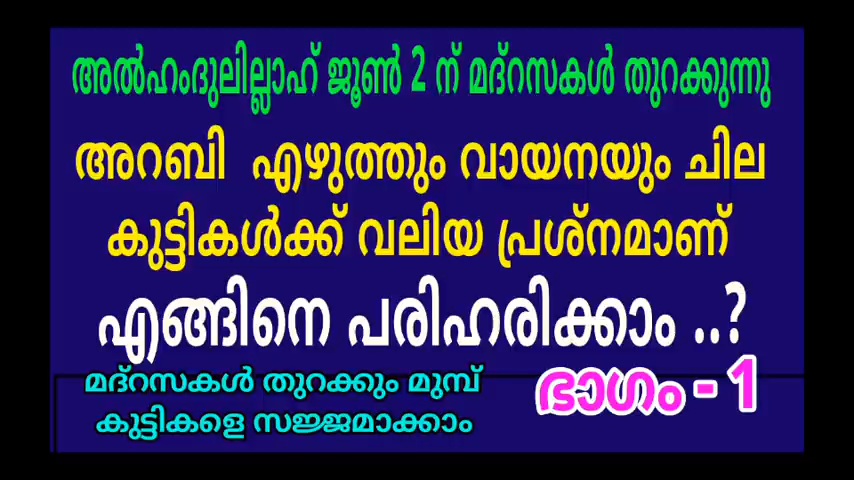 അൽഹംദുലില്ലാഹ് ജൂൺ 2 ന് മദ്റസകൾ തുറക്കുന്നു
അറബി എഴുത്തും വായനയും ചില
കുട്ടികൾക്ക് വലിയ പ്രശ്നമാണ്
എങ്ങിനെ പരിഹരിക്കാം ..?
മദ്റസകൾ തുറക്കും മുമ്പ്
കുട്ടികളെ സജ്ജമാക്കാം
ഭാഗം - 1